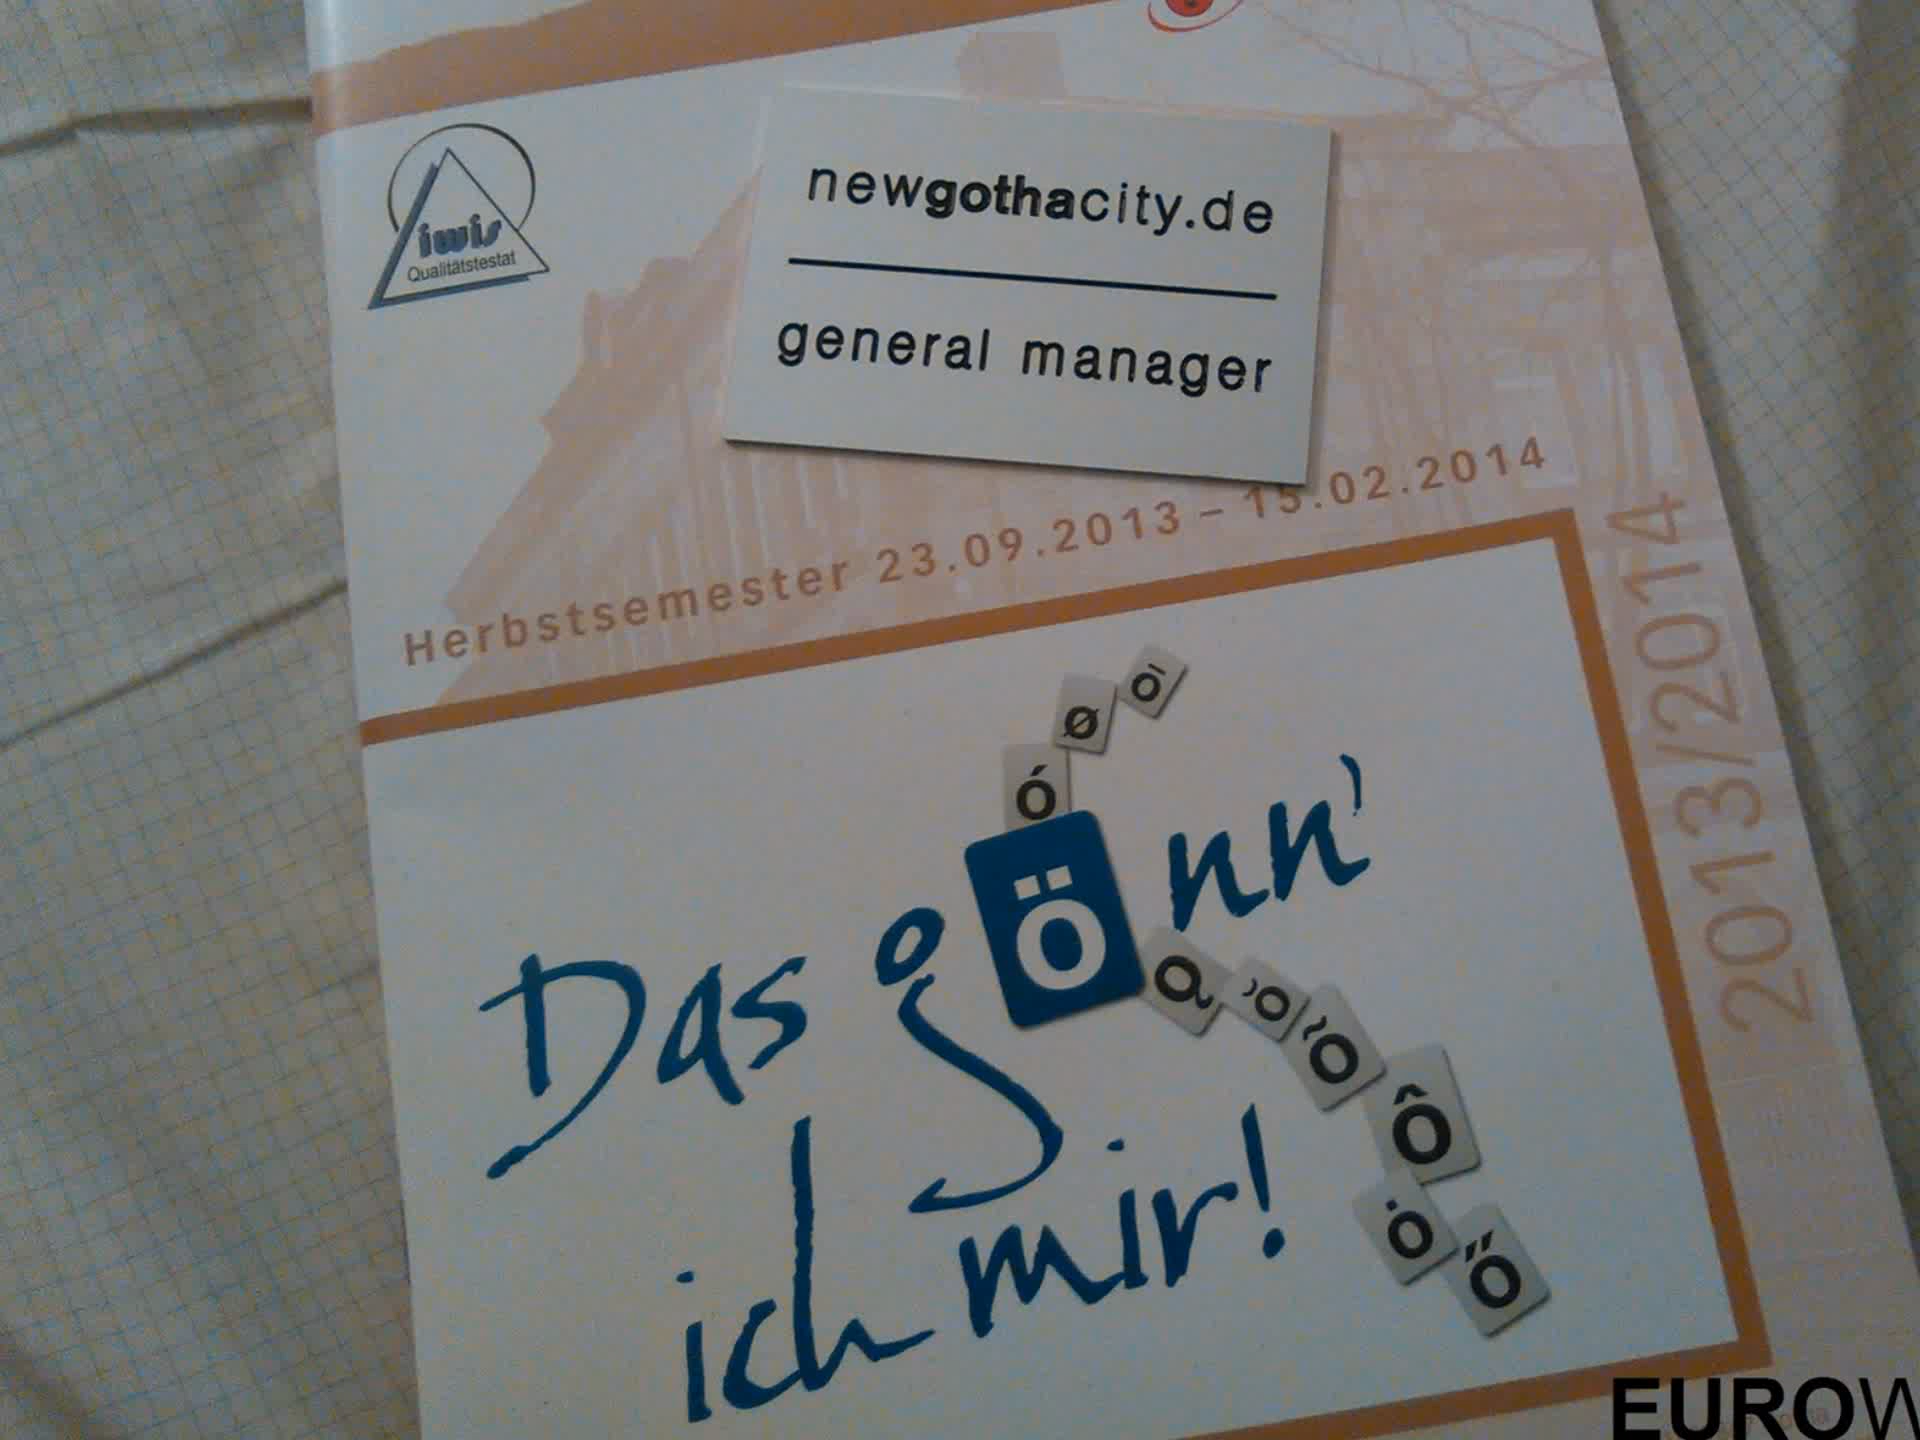 iwis
Qualitätstestat
newgothacity.de
general manager
Herbstsemester 23.09.2013 – 15.02.2014
2013/2014
ō
ø
ó
Das gönn'
ich mir!
ǫ
ô
ȯ
ő
EUROW